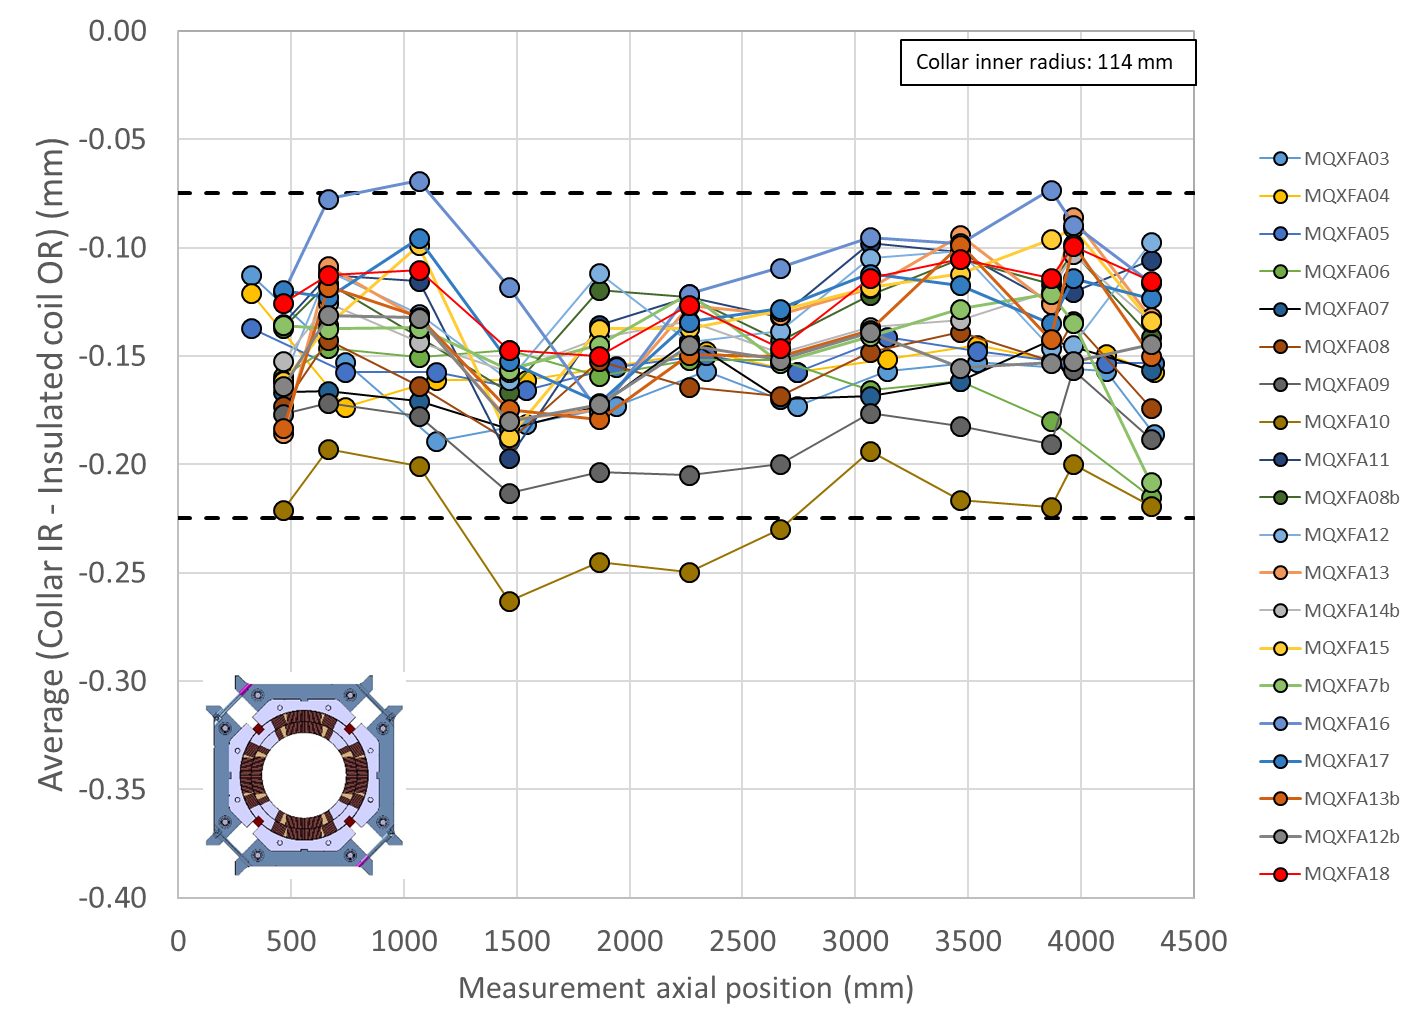 Collar inner radius: 114 mm
Average (Collar IR - Insulated coil OR) (mm)
0.00
-0.05
-0.10
-0.15
-0.20
-0.25
-0.30
-0.35
-0.40
0 500 1000 1500 2000 2500 3000 3500 4000 4500
Measurement axial position (mm)
MQXFA03
MQXFA04
MQXFA05
MQXFA06
MQXFA07
MQXFA08
MQXFA09
MQXFA10
MQXFA11
MQXFA08b
MQXFA12
MQXFA13
MQXFA14b
MQXFA15
MQXFA7b
MQXFA16
MQXFA17
MQXFA13b
MQXFA12b
MQXFA18